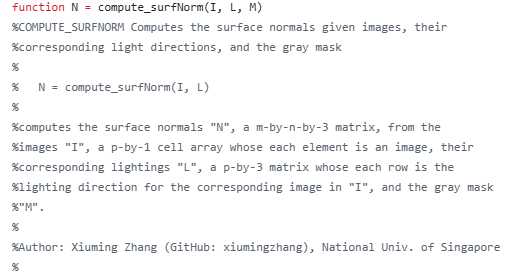 function N = compute_surfNorm(I, L, M)
%COMPUTE_SURFNORM Computes the surface normals given images, their
%corresponding light directions, and the gray mask
%
%   N = compute_surfNorm(I, L)
%
%computes the surface normals "N", a m-by-n-by-3 matrix, from the
%images "I", a p-by-1 cell array whose each element is an image, their
%corresponding lightings "L", a p-by-3 matrix whose each row is the
%lighting direction for the corresponding image in "I", and the gray mask
%"M".
%
%Author: Xiuming Zhang (GitHub: xiumingzhang), National Univ. of Singapore
%